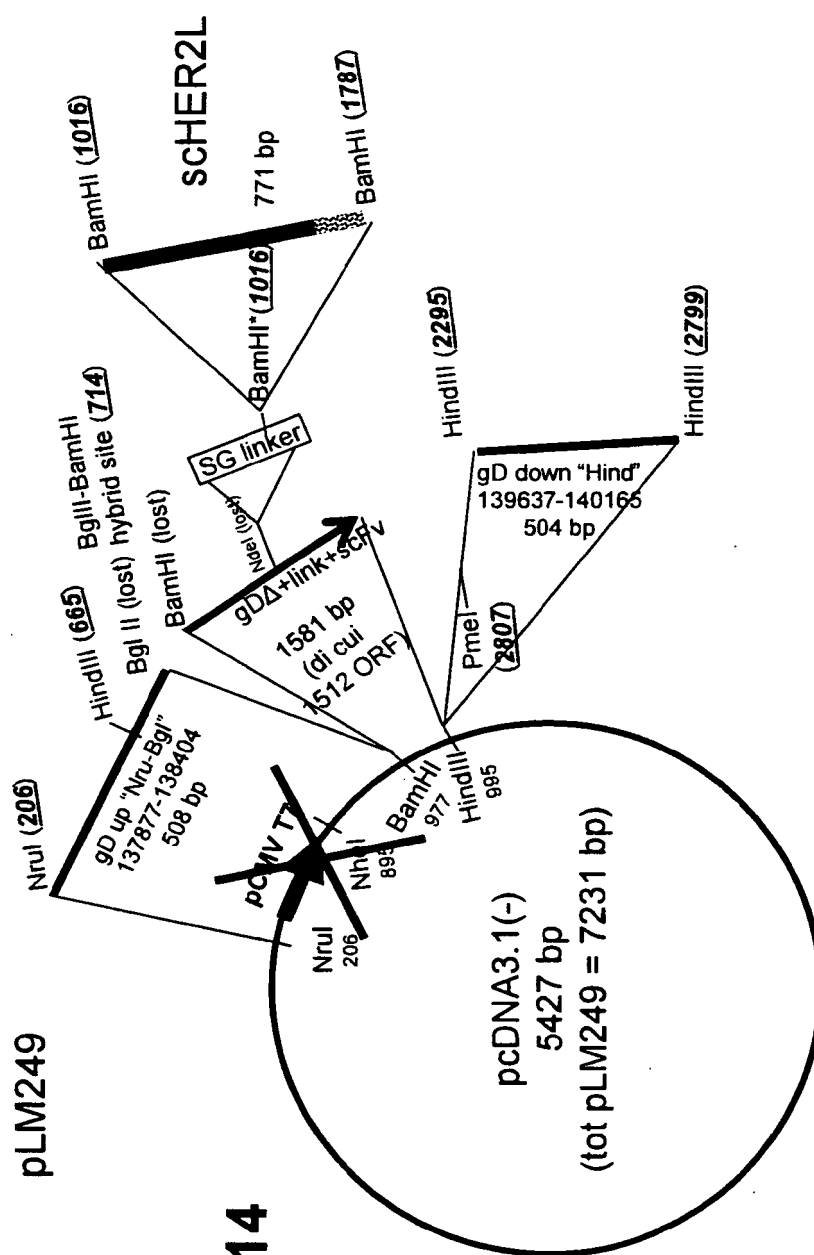 pLM249
14
NruI (206)
gD up "Nru-Bgl"
137877-138404
508 bp
HindIII (665)
BglII-BamHI
Bgl II (lost) hybrid site (714)
BamHI (lost)
NdeI (lost)
SG linker
BamHI* (1016)
BamHI (1016)
scHER2L
771 bp
BamHI (1787)
gDΔ+link+scFv
1581 bp
(di cui
1512 ORF)
pCMV T7
NruI
206
NheI
895
BamHI
977
HindIII
995
PmeI
(2807)
HindIII (2295)
gD down "Hind"
139637-140165
504 bp
HindIII (2799)
pcDNA3.1(-)
5427 bp
(tot pLM249 = 7231 bp)